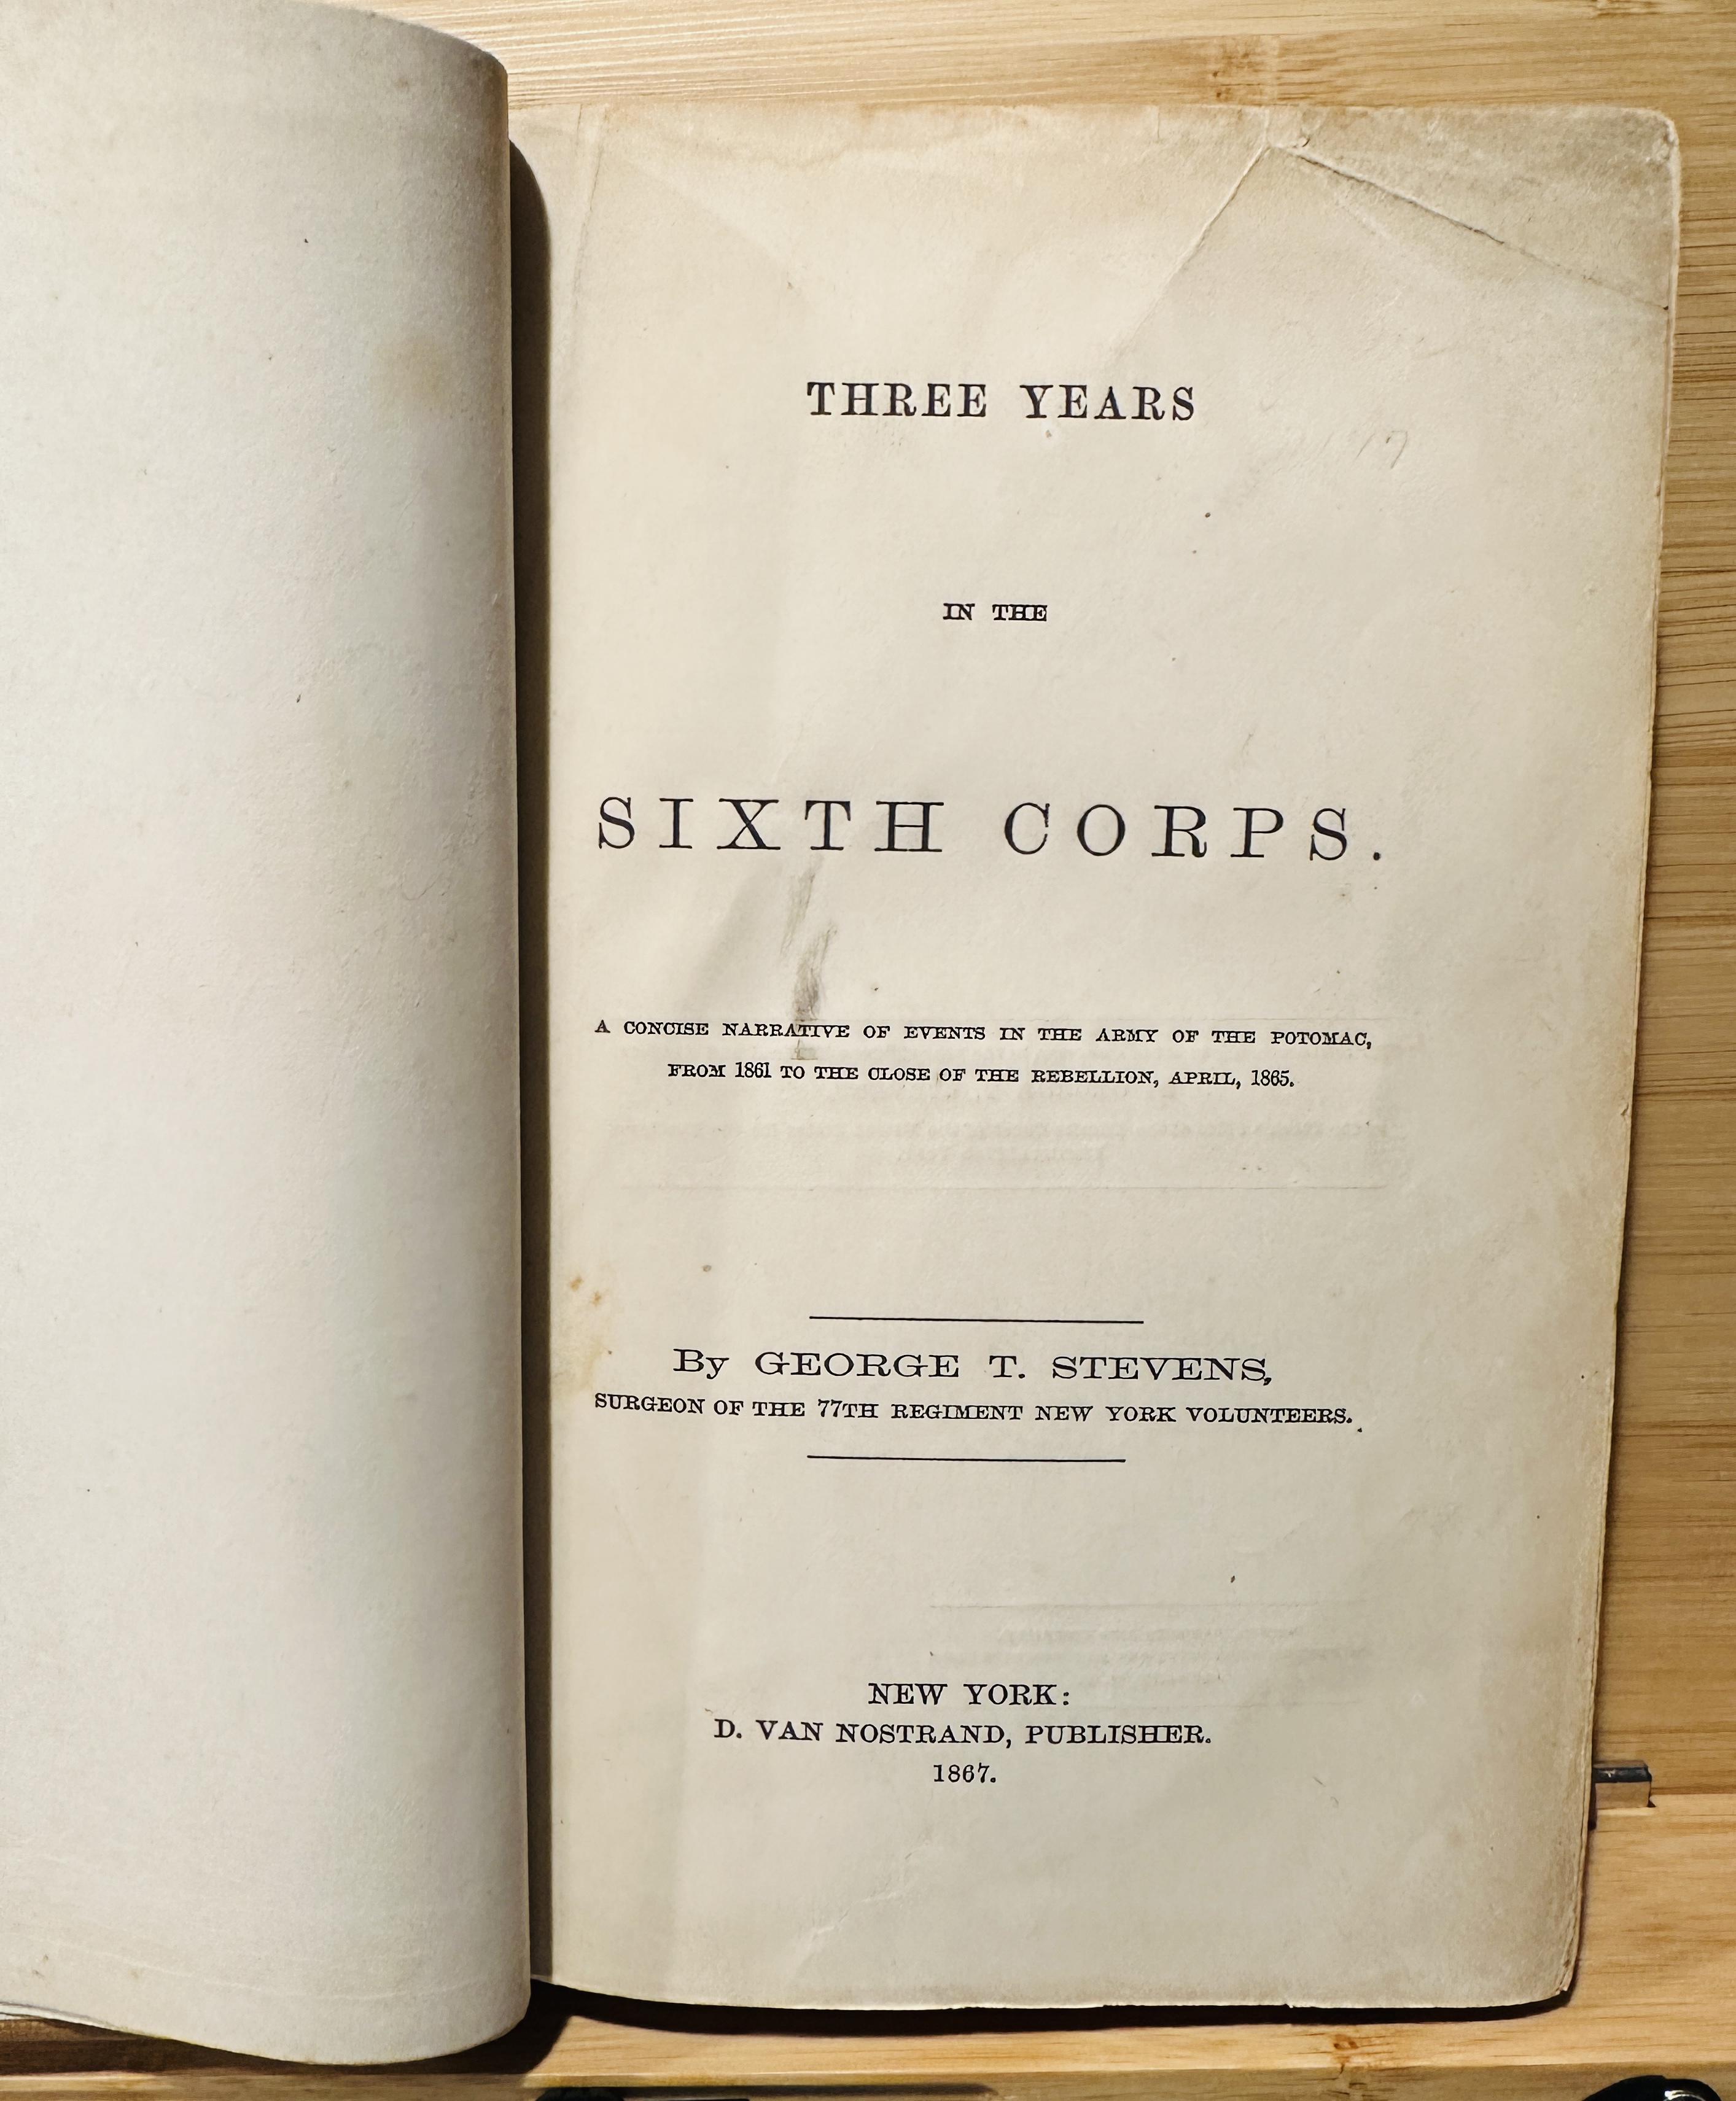 THREE YEARS
IN THE
SIXTH CORPS.
A CONCISE NARRATIVE OF EVENTS IN THE ARMY OF THE POTOMAC,
FROM 1861 TO THE CLOSE OF THE REBELLION, APRIL, 1865.
By GEORGE T. STEVENS,
SURGEON OF THE 77TH REGIMENT NEW YORK VOLUNTEERS.
NEW YORK:
D. VAN NOSTRAND, PUBLISHER.
1867.